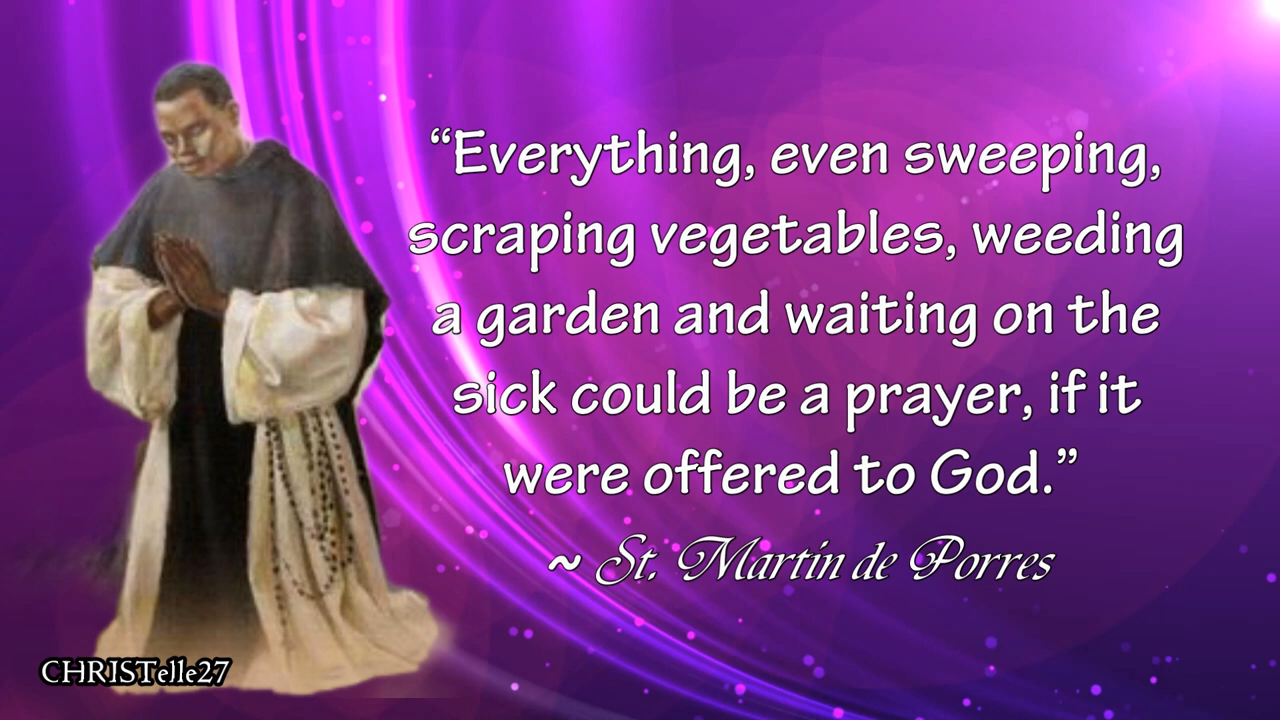 “Everything, even sweeping,
scraping vegetables, weeding
a garden and waiting on the
sick could be a prayer, if it
were offered to God.”
~ St. Martin de Porres
CHRISTelle27